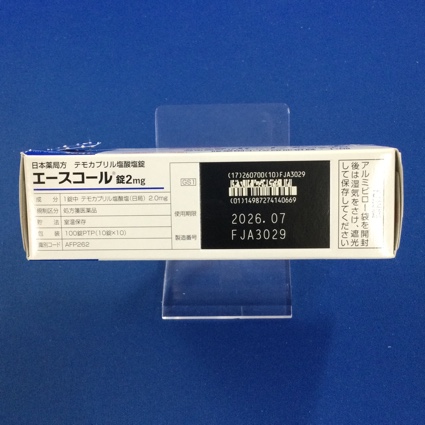 日本薬局方 テモカプリル塩酸塩錠
エースコール®錠2mg
成分 1錠中 テモカプリル塩酸塩(日局) 2.0mg
規制区分 処方箋医薬品
貯法 室温保存
包装 100錠PTP(10錠×10)
識別コード AFP262
GS1
(17)260700(10)FJA3029
(01)14987274140669
使用期限 2026.07
製造番号 FJA3029
アルミピロー袋を開封
後は湿気をさけ、遮光
して保存してください